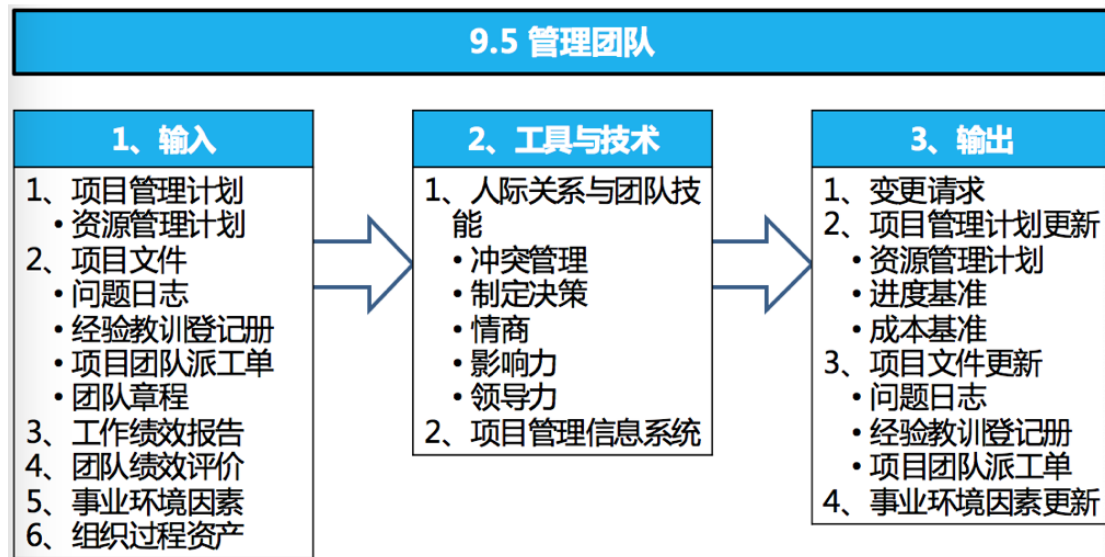 9.5 管理团队
1、输入
1、项目管理计划
• 资源管理计划
2、项目文件
• 问题日志
• 经验教训登记册
• 项目团队派工单
• 团队章程
3、工作绩效报告
4、团队绩效评价
5、事业环境因素
6、组织过程资产
2、工具与技术
1、人际关系与团队技
能
• 冲突管理
• 制定决策
• 情商
• 影响力
• 领导力
2、项目管理信息系统
3、输出
1、变更请求
2、项目管理计划更新
• 资源管理计划
• 进度基准
• 成本基准
3、项目文件更新
• 问题日志
• 经验教训登记册
• 项目团队派工单
4、事业环境因素更新